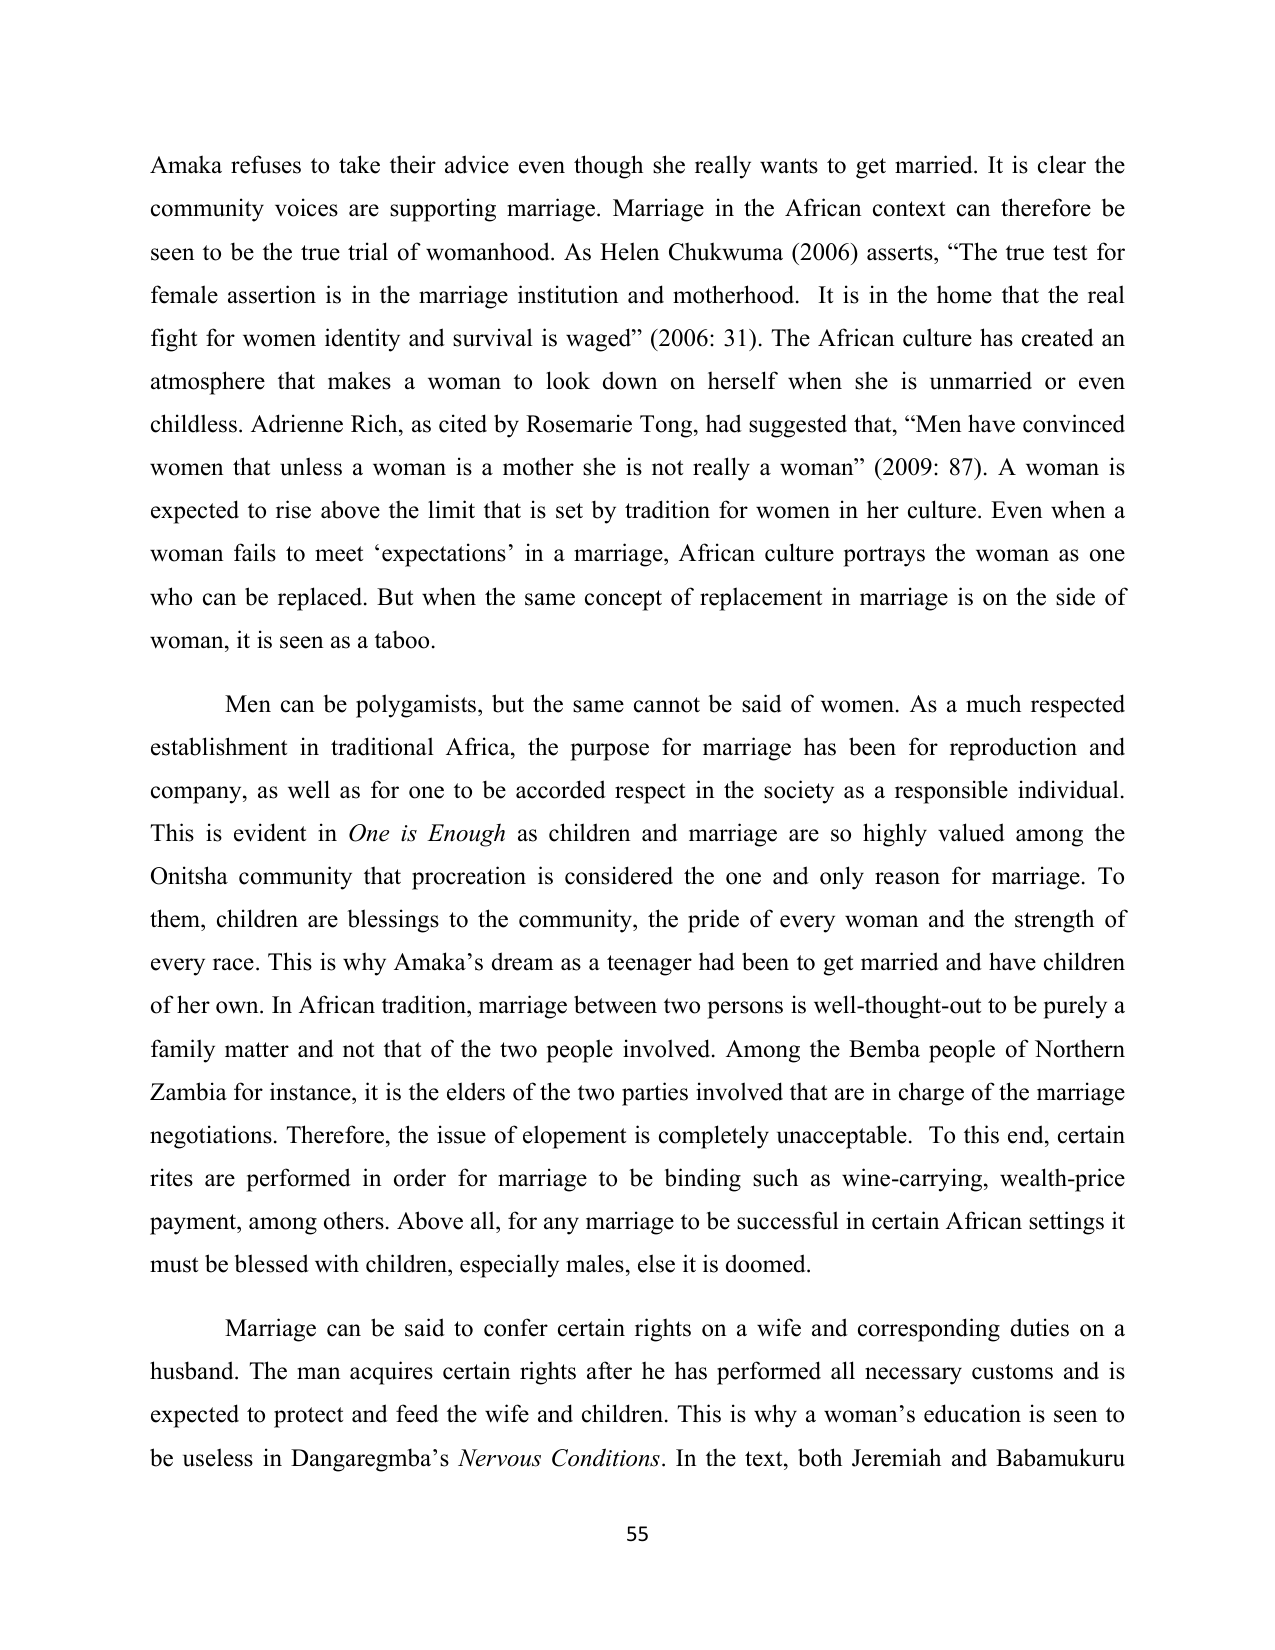 Amaka refuses to take their advice even though she really wants to get married. It is clear the
community voices are supporting marriage. Marriage in the African context can therefore be
seen to be the true trial of womanhood. As Helen Chukwuma (2006) asserts, “The true test for
female assertion is in the marriage institution and motherhood.  It is in the home that the real
fight for women identity and survival is waged” (2006: 31). The African culture has created an
atmosphere that makes a woman to look down on herself when she is unmarried or even
childless. Adrienne Rich, as cited by Rosemarie Tong, had suggested that, “Men have convinced
women that unless a woman is a mother she is not really a woman” (2009: 87). A woman is
expected to rise above the limit that is set by tradition for women in her culture. Even when a
woman fails to meet ‘expectations’ in a marriage, African culture portrays the woman as one
who can be replaced. But when the same concept of replacement in marriage is on the side of
woman, it is seen as a taboo.
Men can be polygamists, but the same cannot be said of women. As a much respected
establishment in traditional Africa, the purpose for marriage has been for reproduction and
company, as well as for one to be accorded respect in the society as a responsible individual.
This is evident in One is Enough as children and marriage are so highly valued among the
Onitsha community that procreation is considered the one and only reason for marriage. To
them, children are blessings to the community, the pride of every woman and the strength of
every race. This is why Amaka’s dream as a teenager had been to get married and have children
of her own. In African tradition, marriage between two persons is well-thought-out to be purely a
family matter and not that of the two people involved. Among the Bemba people of Northern
Zambia for instance, it is the elders of the two parties involved that are in charge of the marriage
negotiations. Therefore, the issue of elopement is completely unacceptable.  To this end, certain
rites are performed in order for marriage to be binding such as wine-carrying, wealth-price
payment, among others. Above all, for any marriage to be successful in certain African settings it
must be blessed with children, especially males, else it is doomed.
Marriage can be said to confer certain rights on a wife and corresponding duties on a
husband. The man acquires certain rights after he has performed all necessary customs and is
expected to protect and feed the wife and children. This is why a woman’s education is seen to
be useless in Dangaregmba’s Nervous Conditions. In the text, both Jeremiah and Babamukuru
55